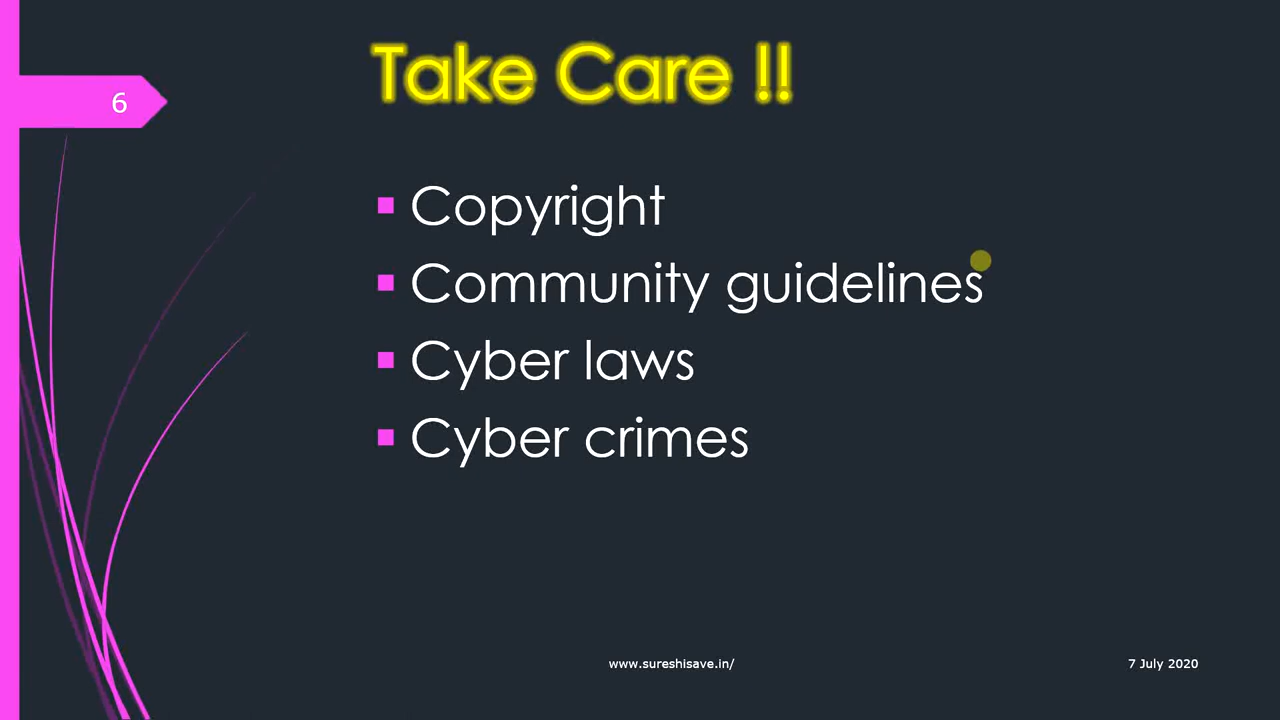 6
Take Care !!
Copyright
Community guidelines
Cyber laws
Cyber crimes
www.sureshisave.in/
7 July 2020